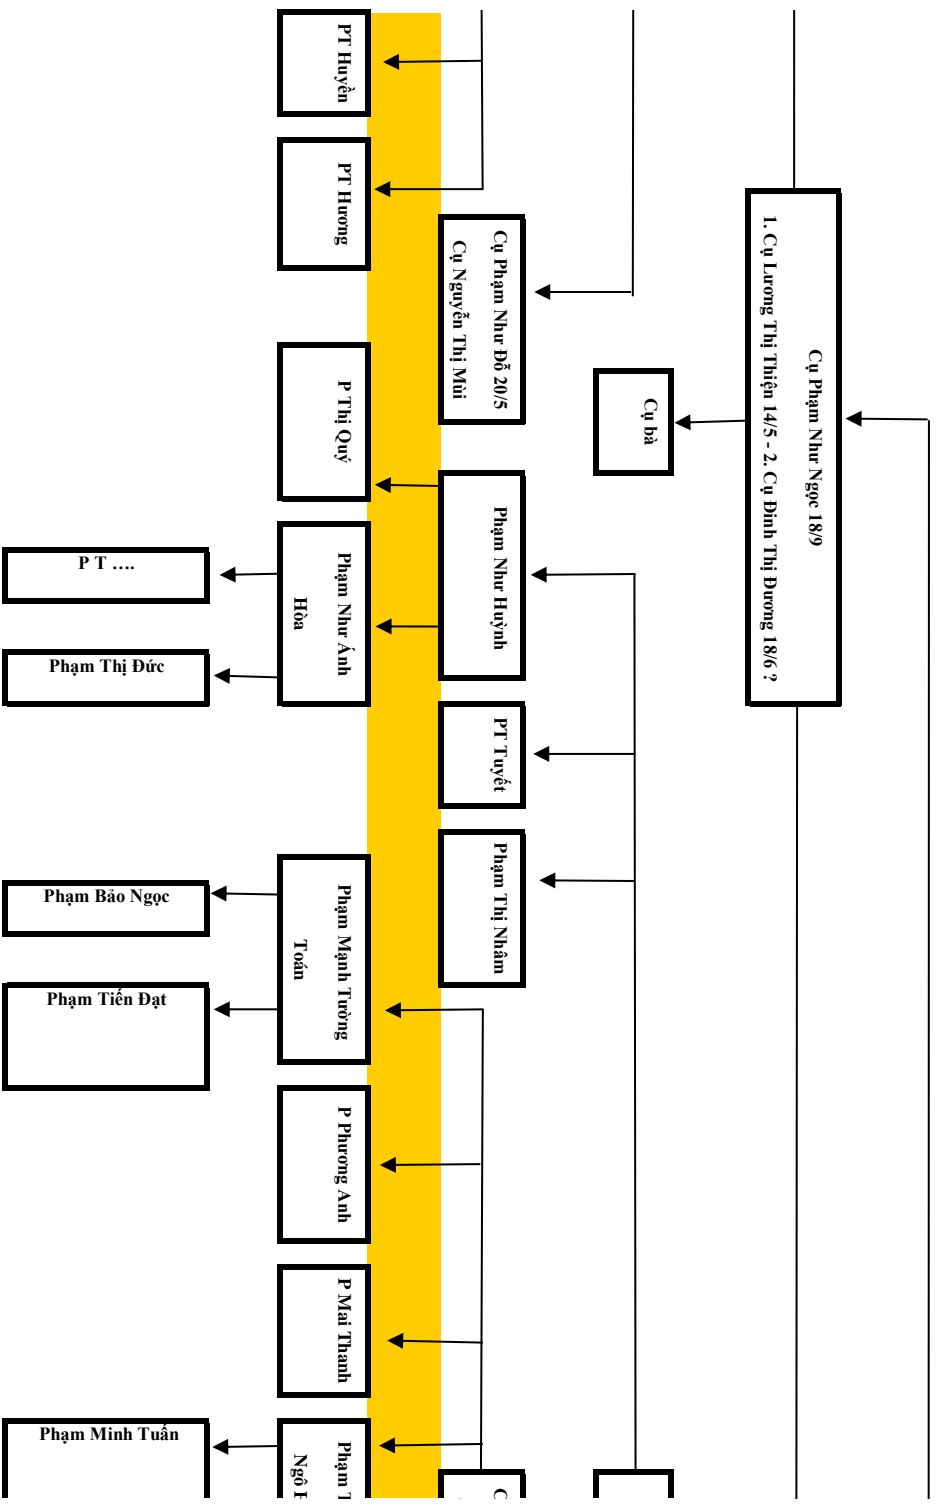 PT Huyền
PT Hương
Cụ Phạm Như Đỗ 20/5
Cụ Nguyễn Thị Mùi
Cụ Phạm Như Ngọc 18/9
1. Cụ Lương Thị Thiện 14/5 - 2. Cụ Đinh Thị Đương 18/6 ?
Cụ bà
P Thị Quý
Phạm Như Huỳnh
Phạm Như Ánh
Hòa
P T ....
Phạm Thị Đức
PT Tuyết
Phạm Thị Nhâm
Phạm Mạnh Tường
Toán
Phạm Bảo Ngọc
Phạm Tiến Đạt
P Phương Anh
P Mai Thanh
Phạm
Ngô
Phạm Minh Tuấn